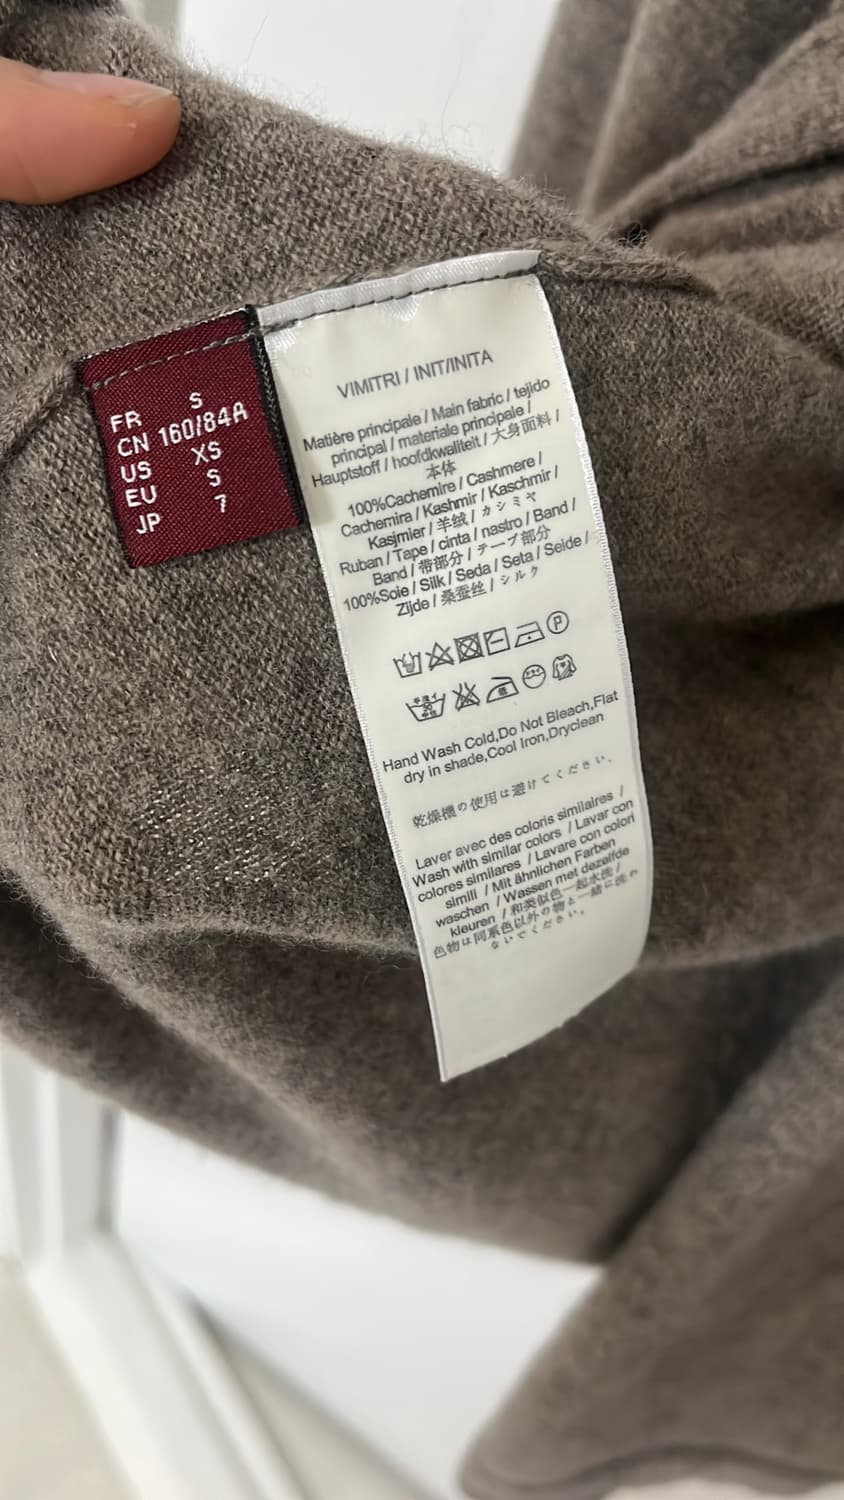 FR S
CN 160/84A
US XS
EU S
JP 7
VIMITRI / INIT/INITA
Matière principale / Main fabric / tejido
principal / materiale principale /
Hauptstoff / hoofdkwaliteit / 大身面料 /
本体
100%Cachemire / Cashmere /
Cachemira / Kashmir / Kaschmir /
Kasjmier / 羊绒 / カシミヤ
Ruban / Tape / cinta / nastro / Band /
Band / 带部分 / テープ部分
100%Soie / Silk / Seda / Seta / Seide /
Zijde / 桑蚕丝 / シルク
P
Hand Wash Cold,Do Not Bleach,Flat
dry in shade,Cool Iron,Dryclean
乾燥機の使用は避けてください。
Laver avec des coloris similaires /
Wash with similar colors / Lavar con
colores similares / Lavare con colori
simili / Mit ähnlichen Farben
waschen / Wassen met dezelfde
kleuren / 和类似色一起水洗 /
色物は同系色以外の物と一緒に洗わ
ないでください。